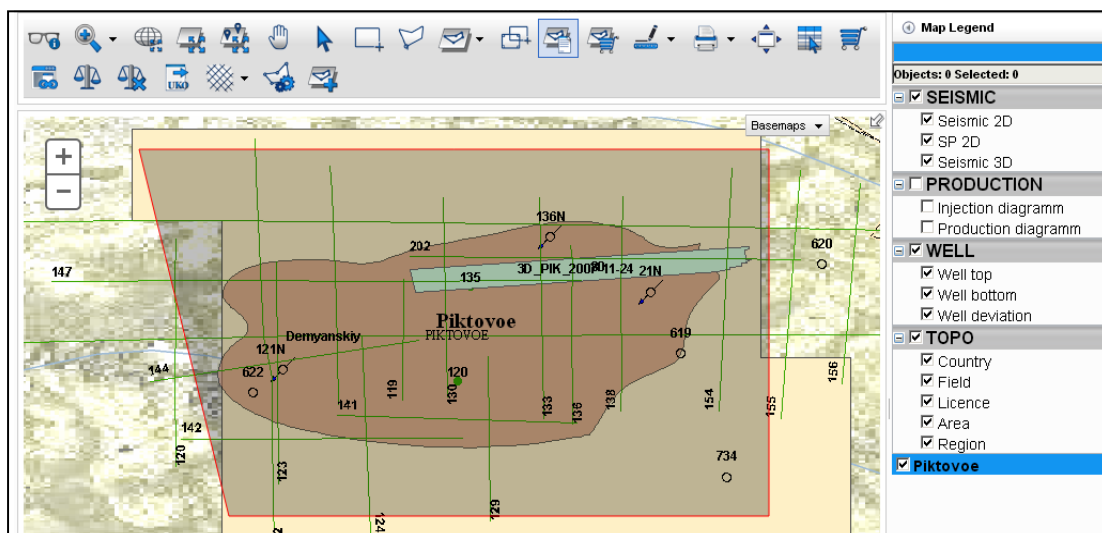 UKO
Map Legend
Objects: 0 Selected: 0
SEISMIC
Seismic 2D
SP 2D
Seismic 3D
PRODUCTION
Injection diagramm
Production diagramm
WELL
Well top
Well bottom
Well deviation
TOPO
Country
Field
Licence
Area
Region
Piktovoe
Basemaps
+
−
136N
202
620
147
135
21N
Piktovoe
PIKTOVOE
Demyanskiy
121N
619
144
622
120
119
130
133
136
138
154
155
156
141
142
120
123
734
129
124